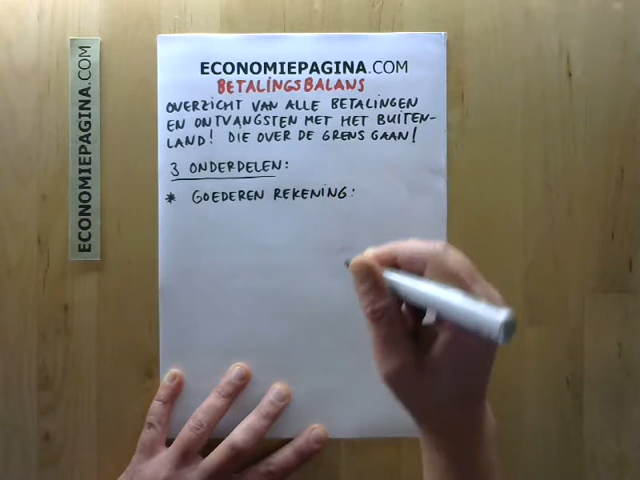 ECONOMIEPAGINA.COM
ECONOMIEPAGINA.COM
BETALINGSBALANS
OVERZICHT VAN ALLE BETALINGEN
EN ONTVANGSTEN MET HET BUITEN-
LAND! DIE OVER DE GRENS GAAN!
3 ONDERDELEN:
* GOEDEREN REKENING: